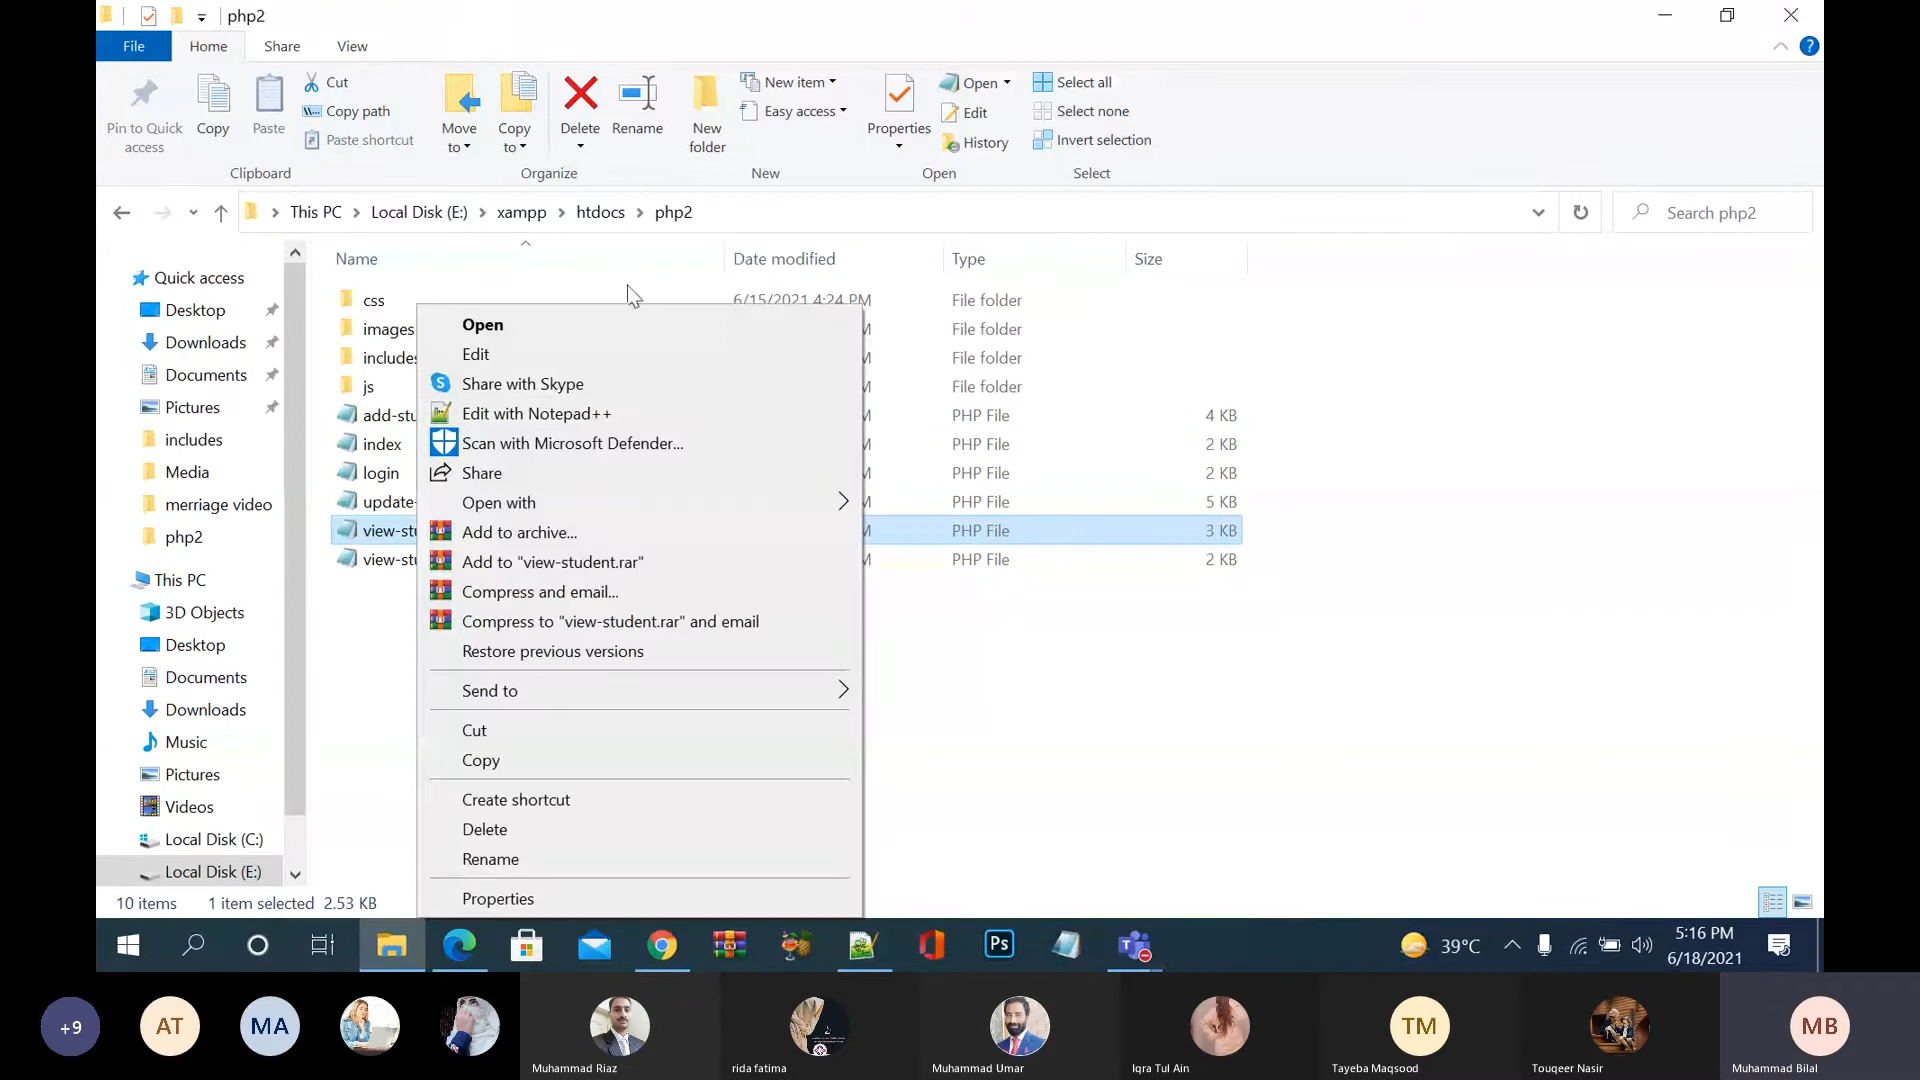 php2
File Home Share View
Pin to Quick access
Copy
Paste
Cut
Copy path
Paste shortcut
Clipboard
Move to
Copy to
Delete
Rename
Organize
New folder
New item
Easy access
New
Properties
Open
Edit
History
Open
Select all
Select none
Invert selection
Select
This PC Local Disk (E:) xampp htdocs php2
Search php2
Name Date modified Type Size
Quick access
Desktop
Downloads
Documents
Pictures
includes
Media
merriage video
php2
This PC
3D Objects
Desktop
Documents
Downloads
Music
Pictures
Videos
Local Disk (C:)
Local Disk (E:)
css 6/15/2021 4:24 PM File folder
images M File folder
includes M File folder
js M File folder
add-stu M PHP File 4 KB
index M PHP File 2 KB
login M PHP File 2 KB
update- M PHP File 5 KB
view-stu M PHP File 3 KB
view-stu M PHP File 2 KB
Open
Edit
Share with Skype
Edit with Notepad++
Scan with Microsoft Defender...
Share
Open with
Add to archive...
Add to "view-student.rar"
Compress and email...
Compress to "view-student.rar" and email
Restore previous versions
Send to
Cut
Copy
Create shortcut
Delete
Rename
Properties
10 items 1 item selected 2.53 KB
Ps
39°C
5:16 PM
6/18/2021
+9
AT
MA
TM
MB
Muhammad Riaz
rida fatima
Muhammad Umar
Iqra Tul Ain
Tayeba Maqsood
Touqeer Nasir
Muhammad Bilal